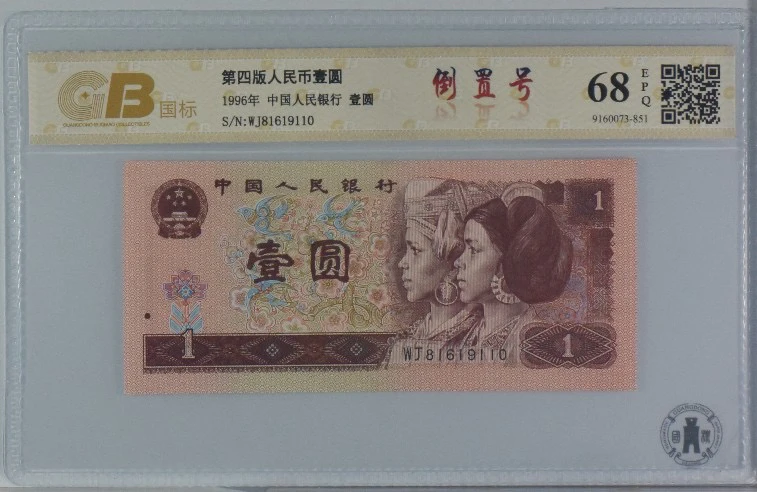 GB国标
第四版人民币壹圆
1996年 中国人民银行 壹圆
S/N:WJ81619110
倒置号
68 EPQ
9160073-851
中国人民银行
壹圆
1
1
1
WJ81619110